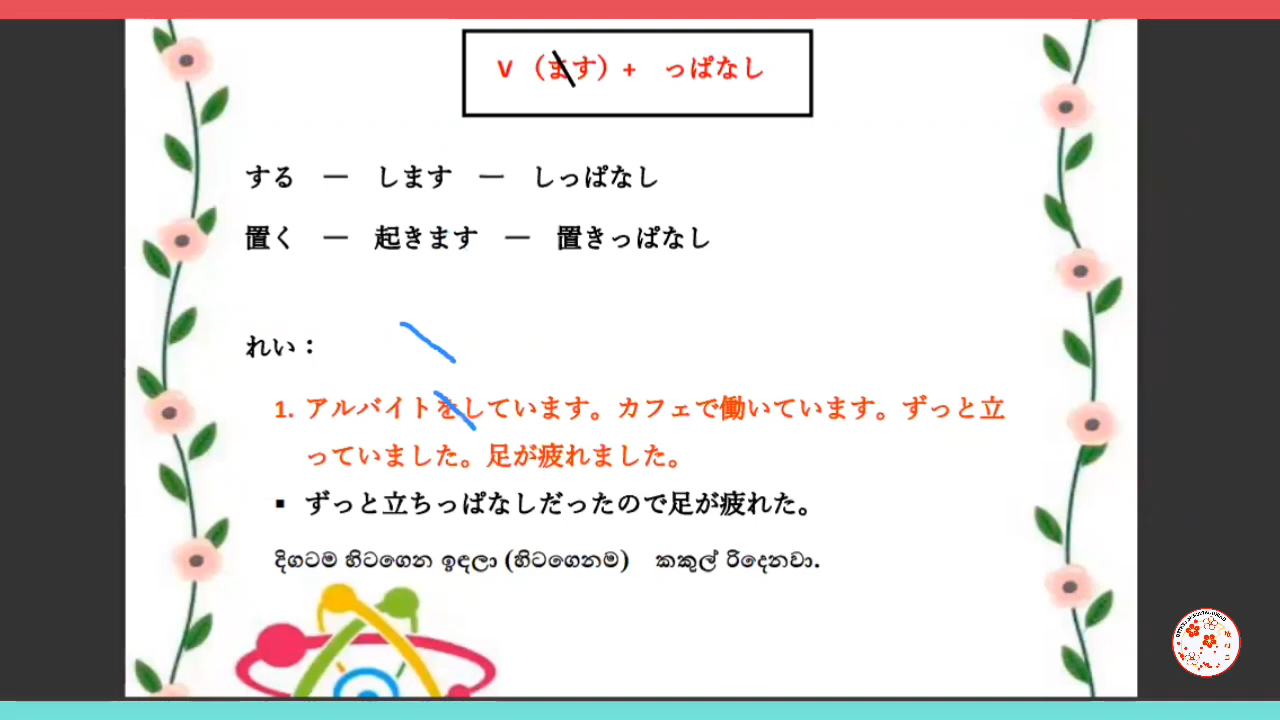 V （ます）+ っぱなし
する ー します ー しっぱなし
置く ー 起きます ー 置きっぱなし
れい：
1. アルバイトをしています。カフェで働いています。ずっと立
っていました。足が疲れました。
▪ ずっと立ちっぱなしだったので足が疲れた。
දිගටම හිටගෙන ඉඳලා (හිටගෙනම) කකුල් රිදෙනවා.